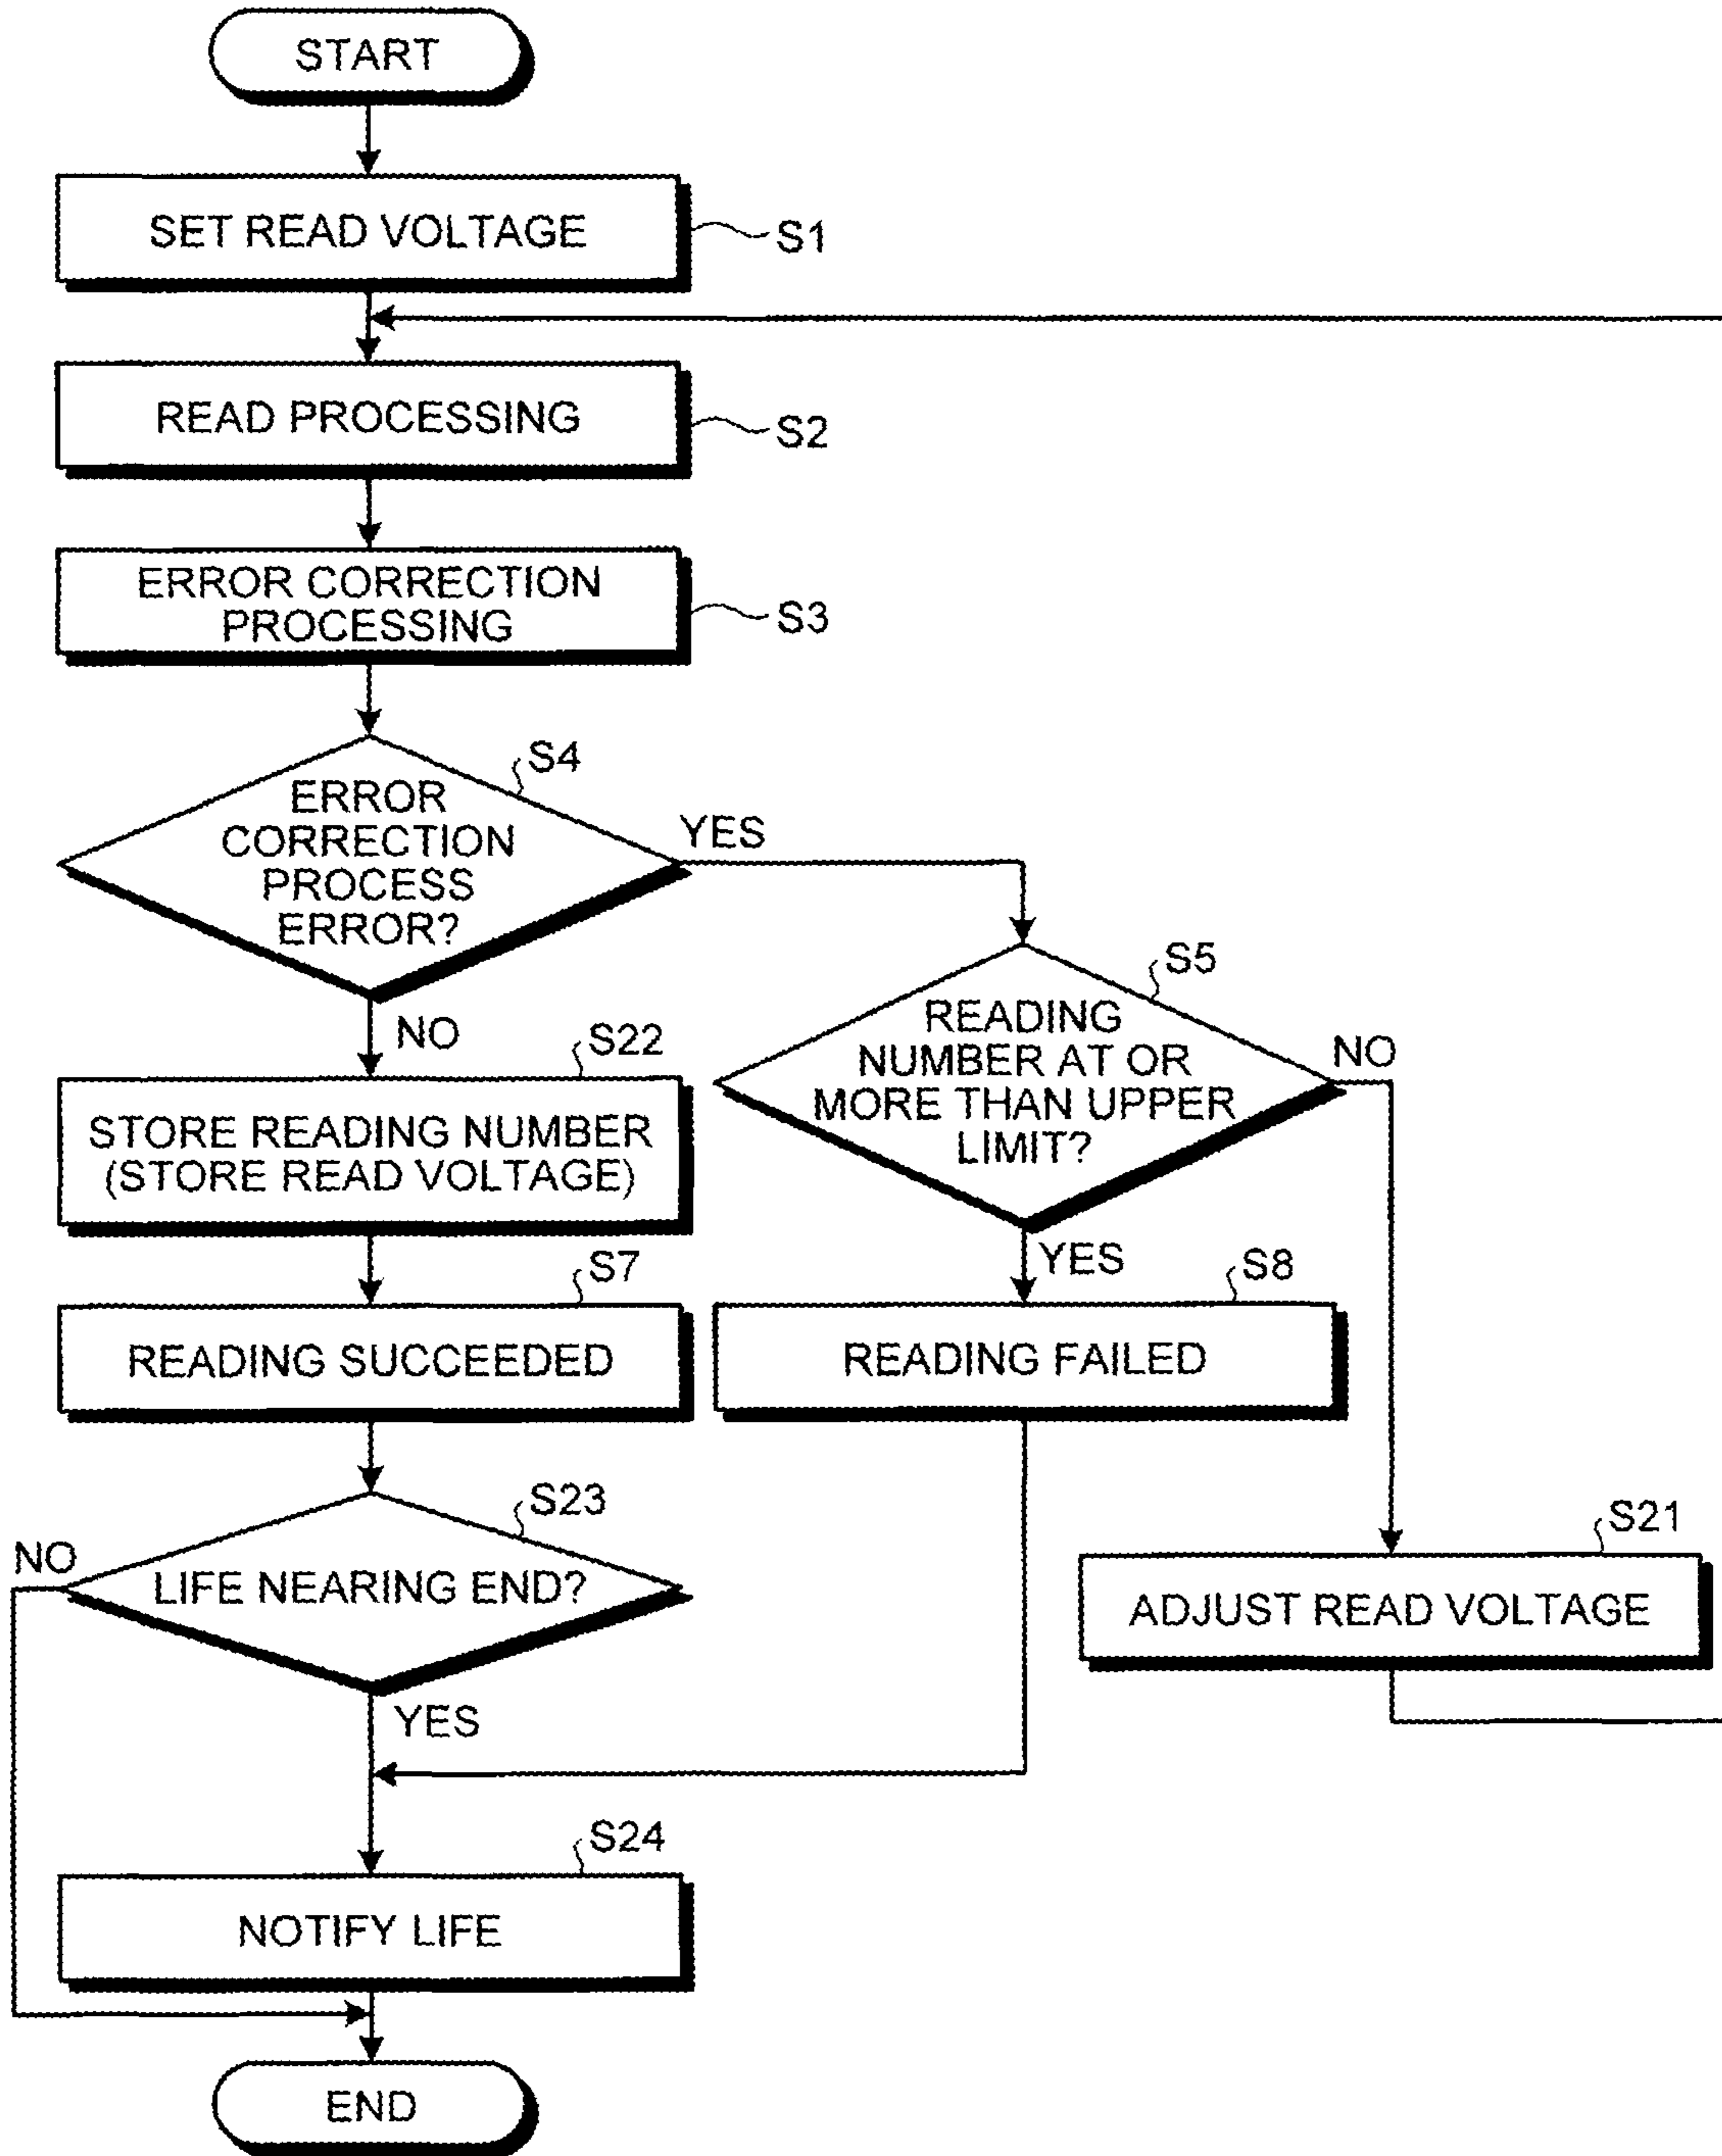 START
SET READ VOLTAGE
S1
READ PROCESSING
S2
ERROR CORRECTION
PROCESSING
S3
S4
ERROR
CORRECTION
PROCESS
ERROR?
YES
NO
S5
READING
NUMBER AT OR
MORE THAN UPPER
LIMIT?
NO
YES
S22
STORE READING NUMBER
(STORE READ VOLTAGE)
S7
READING SUCCEEDED
S8
READING FAILED
S23
LIFE NEARING END?
NO
YES
S21
ADJUST READ VOLTAGE
S24
NOTIFY LIFE
END